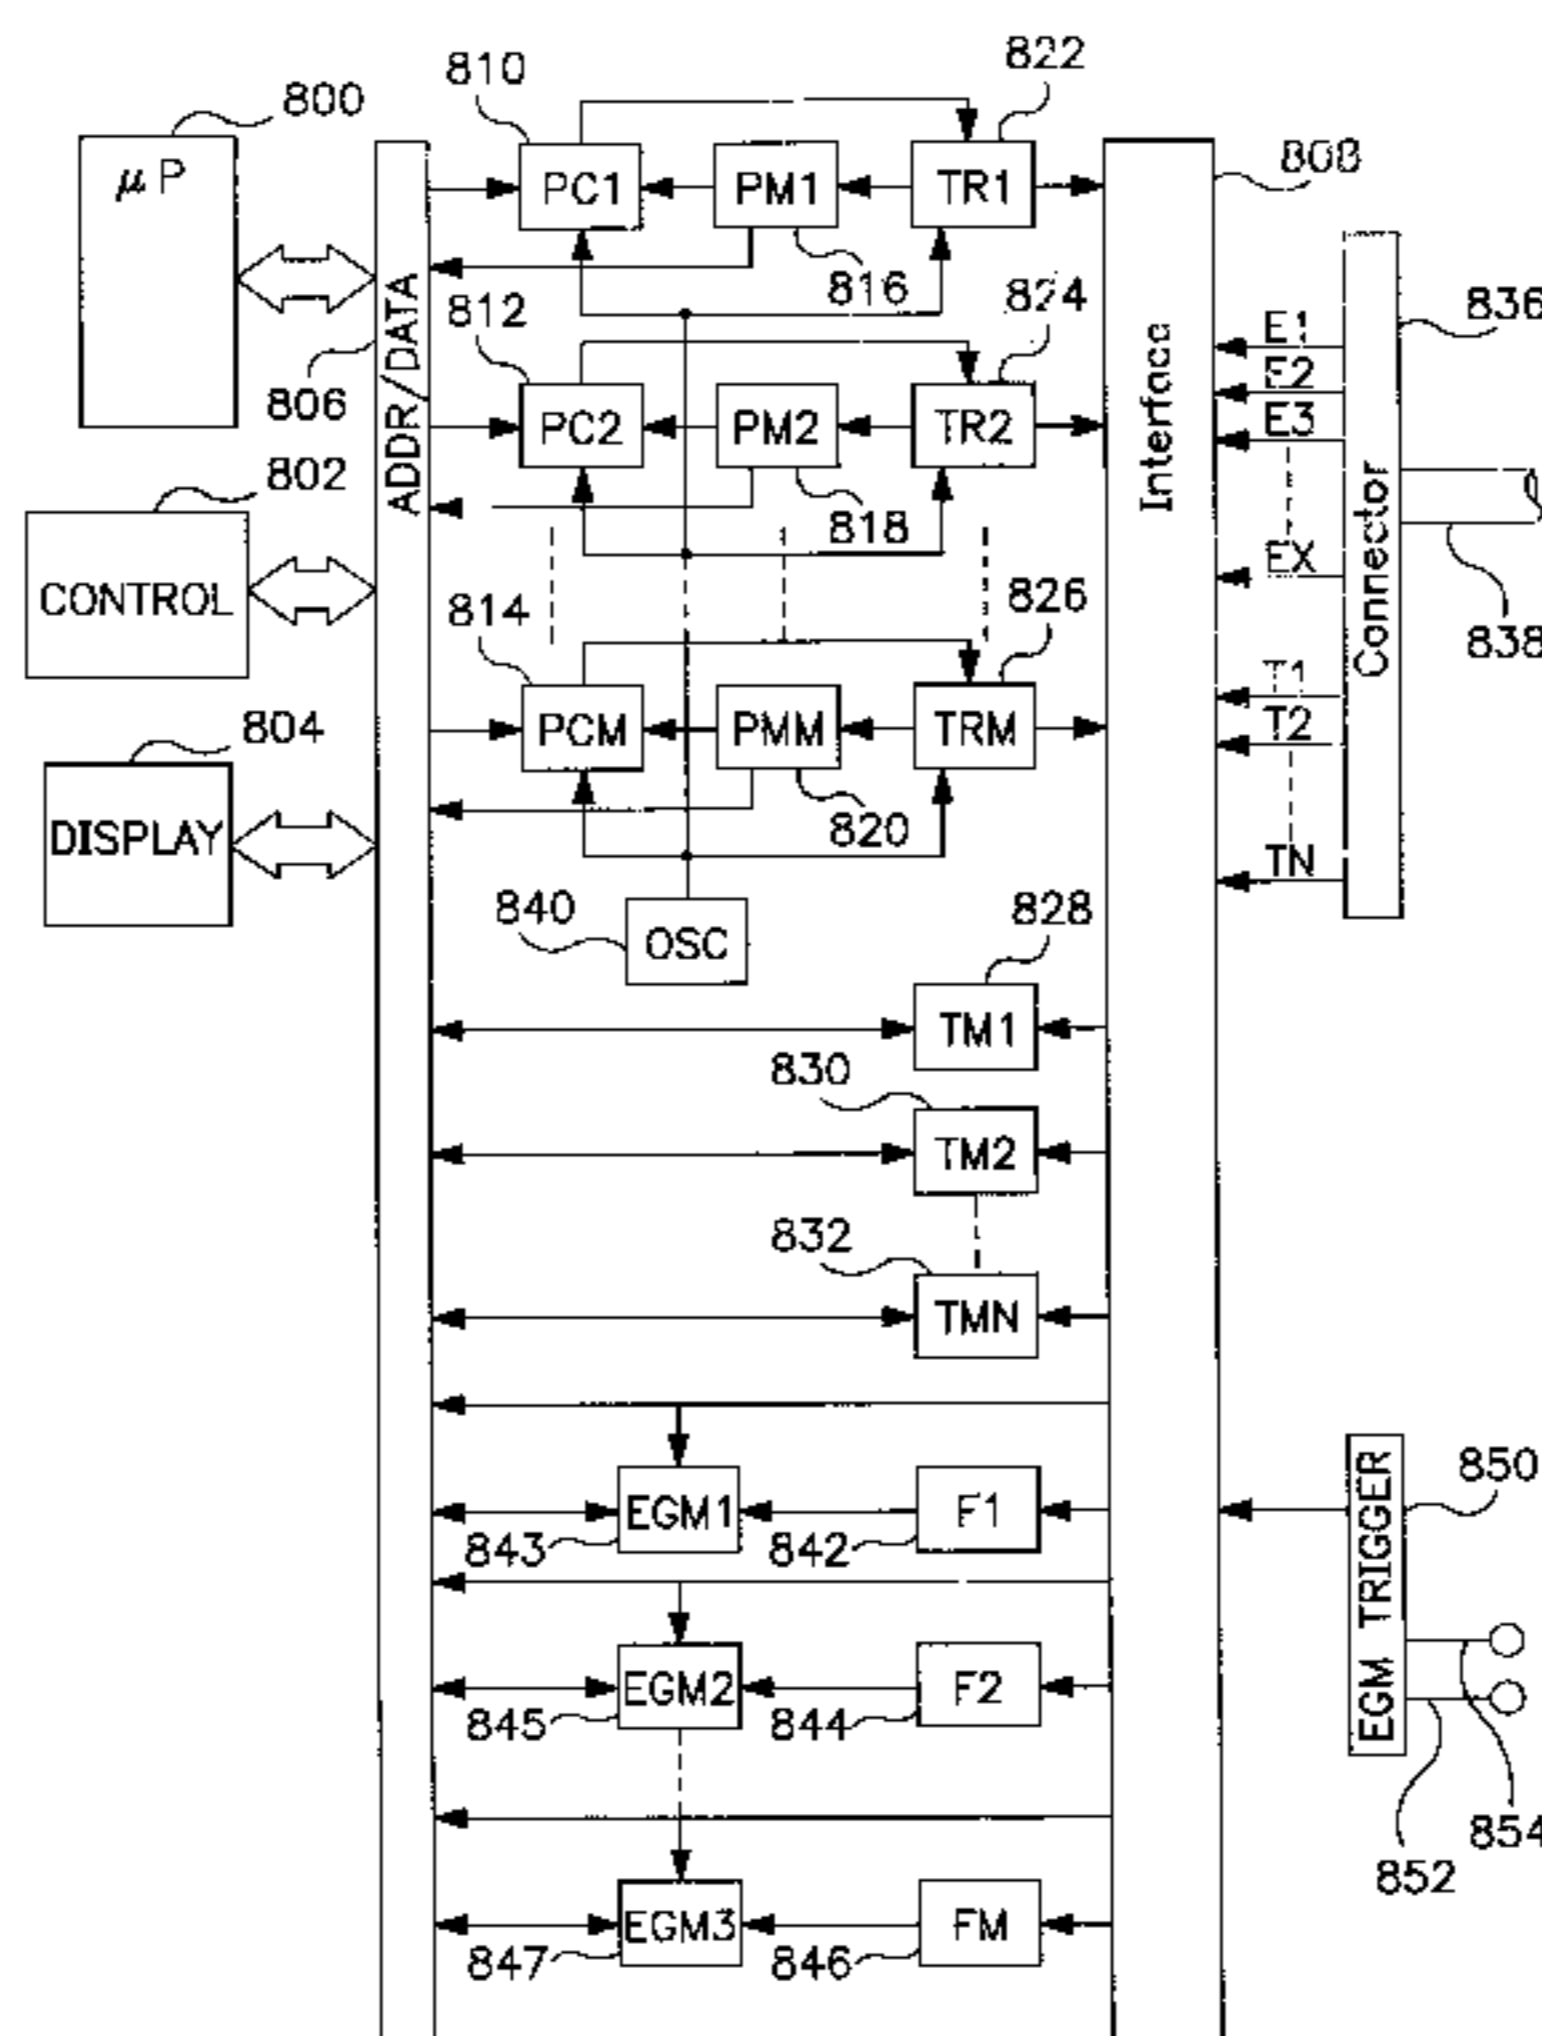 822
810
800
μP
PC1
PM1
TR1
808
816
824
836
812
E1
E2
806
ADDR/DATA
PC2
PM2
TR2
Interface
E3
802
818
EX
Connector
CONTROL
814
826
838
T1
804
PCM
PMM
TRM
T2
DISPLAY
820
TN
840
OSC
828
TM1
830
TM2
832
TMN
EGM1
F1
EGM TRIGGER
850
843
842
EGM2
F2
845
844
854
852
EGM3
FM
847
846